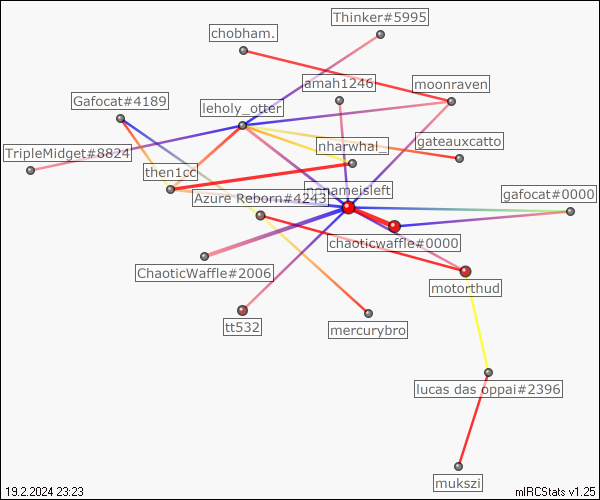 Thinker#5995
chobham.
amah1246
moonraven
Gafocat#4189
leholy_otter
gateauxcatto
nharwhal_
TripleMidget#8824
then1cc
gafocat#0000
Azure Reborn#4243
chaoticwaffle#0000
ChaoticWaffle#2006
motorthud
tt532
mercurybro
lucas das oppai#2396
mukszi
19.2.2024 23:23
mIRCStats v1.25